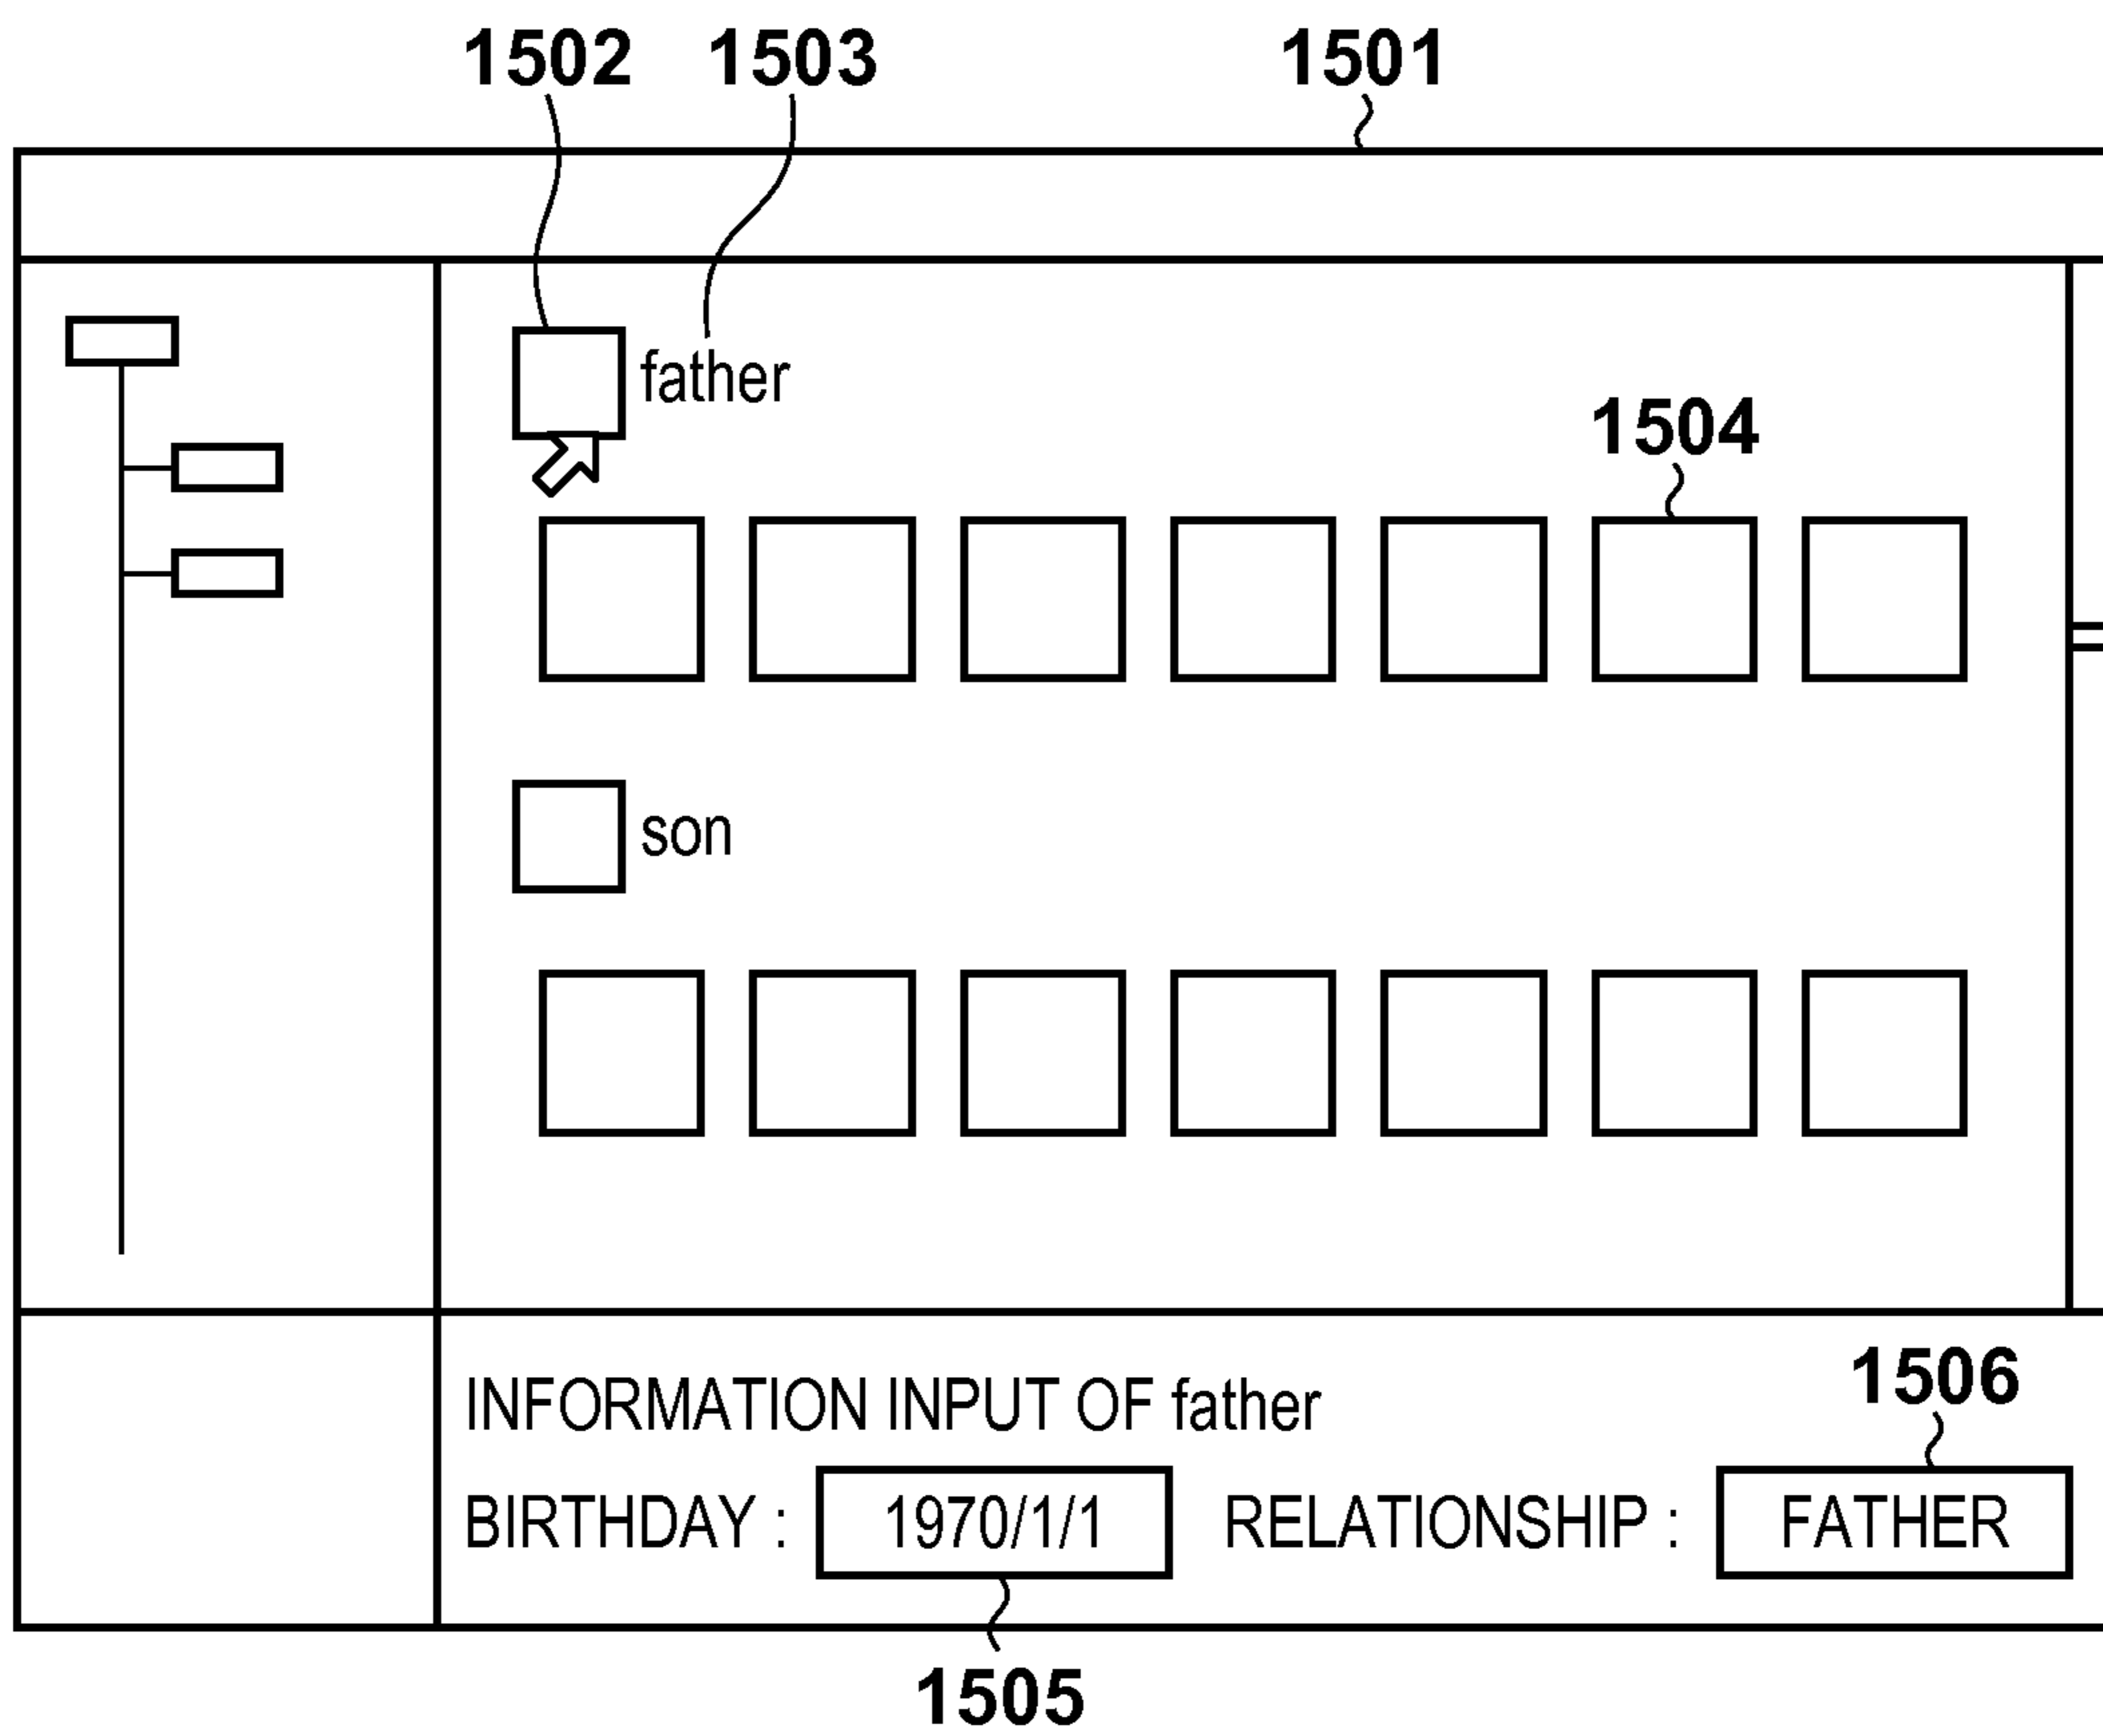 1502 1503 1501
father
1504
son
INFORMATION INPUT OF father
1506
BIRTHDAY : 1970/1/1 RELATIONSHIP : FATHER
1505